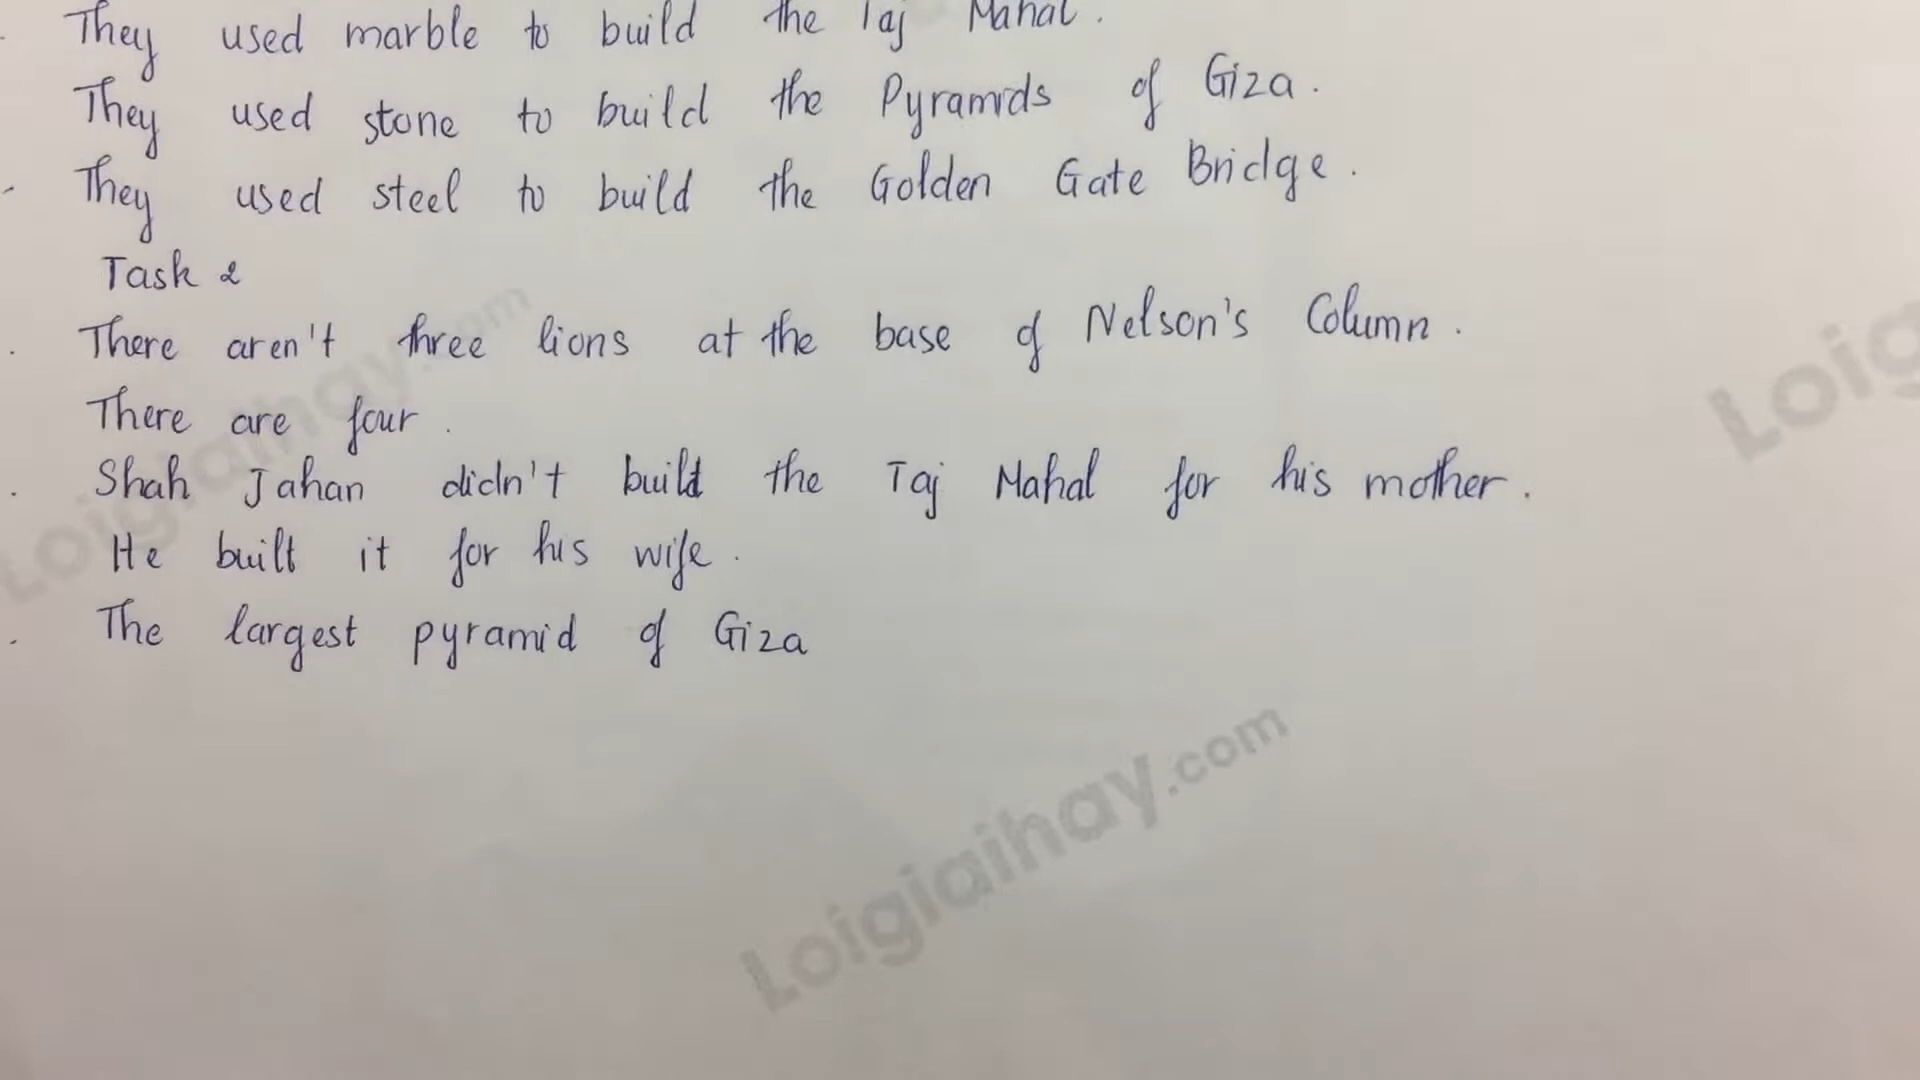 They used marble to build the Taj Mahal.
They used stone to build the Pyramids of Giza.
They used steel to build the Golden Gate Bridge.
Task 2
There aren't three lions at the base of Nelson's Column.
There are four.
Shah Jahan didn't build the Taj Mahal for his mother.
He built it for his wife.
The largest pyramid of Giza
Loigiaihay.com
Loigiaihay.com
Loig